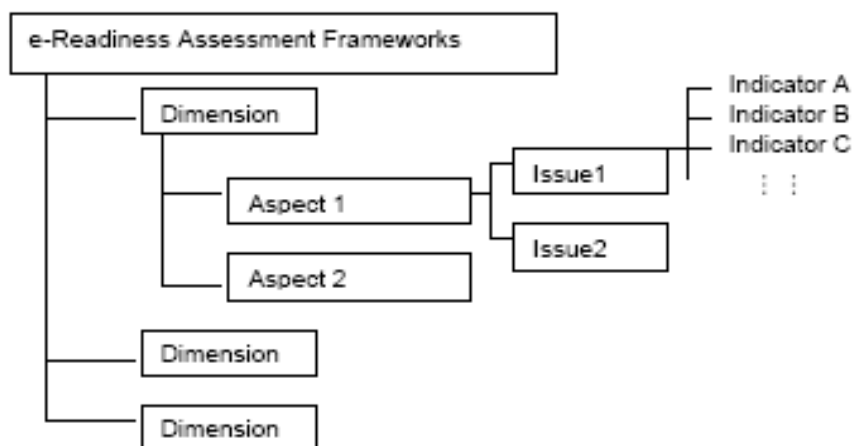 e-Readiness Assessment Frameworks
Dimension
Aspect 1
Issue1
Indicator A
Indicator B
Indicator C
Issue2
Aspect 2
Dimension
Dimension